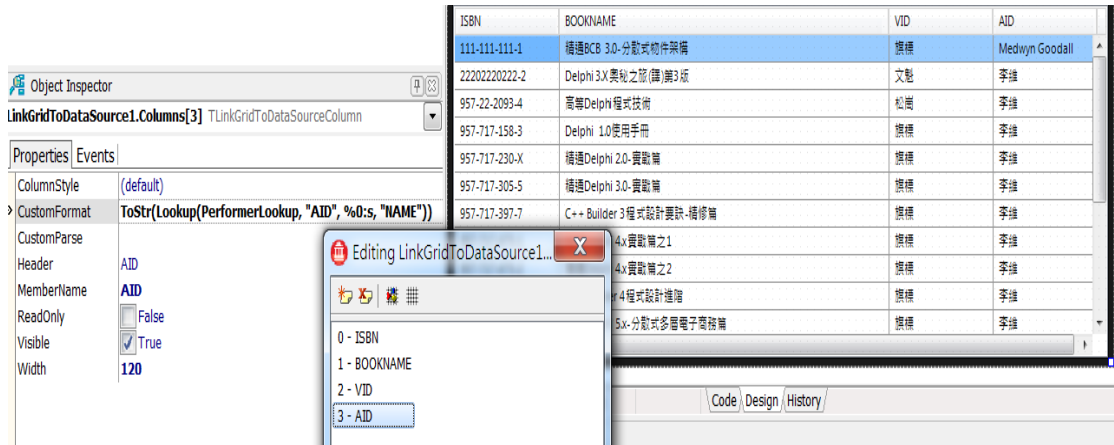 Object Inspector
LinkGridToDataSource1.Columns[3] TLinkGridToDataSourceColumn
Properties Events
ColumnStyle (default)
CustomFormat ToStr(Lookup(PerformerLookup, "AID", %0:s, "NAME"))
CustomParse
Header AID
MemberName AID
ReadOnly False
Visible True
Width 120
Editing LinkGridToDataSource1...
0 - ISBN
1 - BOOKNAME
2 - VID
3 - AID
ISBN BOOKNAME VID AID
111-111-111-1 精通BCB 3.0-分散式物件架構 旗標 Medwyn Goodall
22202220222-2 Delphi 3.X奧秘之旅(譯)第3版 文魁 李維
957-22-2093-4 高等Delphi程式技術 松崗 李維
957-717-158-3 Delphi 1.0使用手冊 旗標 李維
957-717-230-X 精通Delphi 2.0-實戰篇 旗標 李維
957-717-305-5 精通Delphi 3.0-實戰篇 旗標 李維
957-717-397-7 C++ Builder 3程式設計要訣-精修篇 旗標 李維
4.x實戰篇之1 旗標 李維
4.x實戰篇之2 旗標 李維
er 4程式設計進階 旗標 李維
5.x-分散式多層電子商務篇 旗標 李維
Code Design History